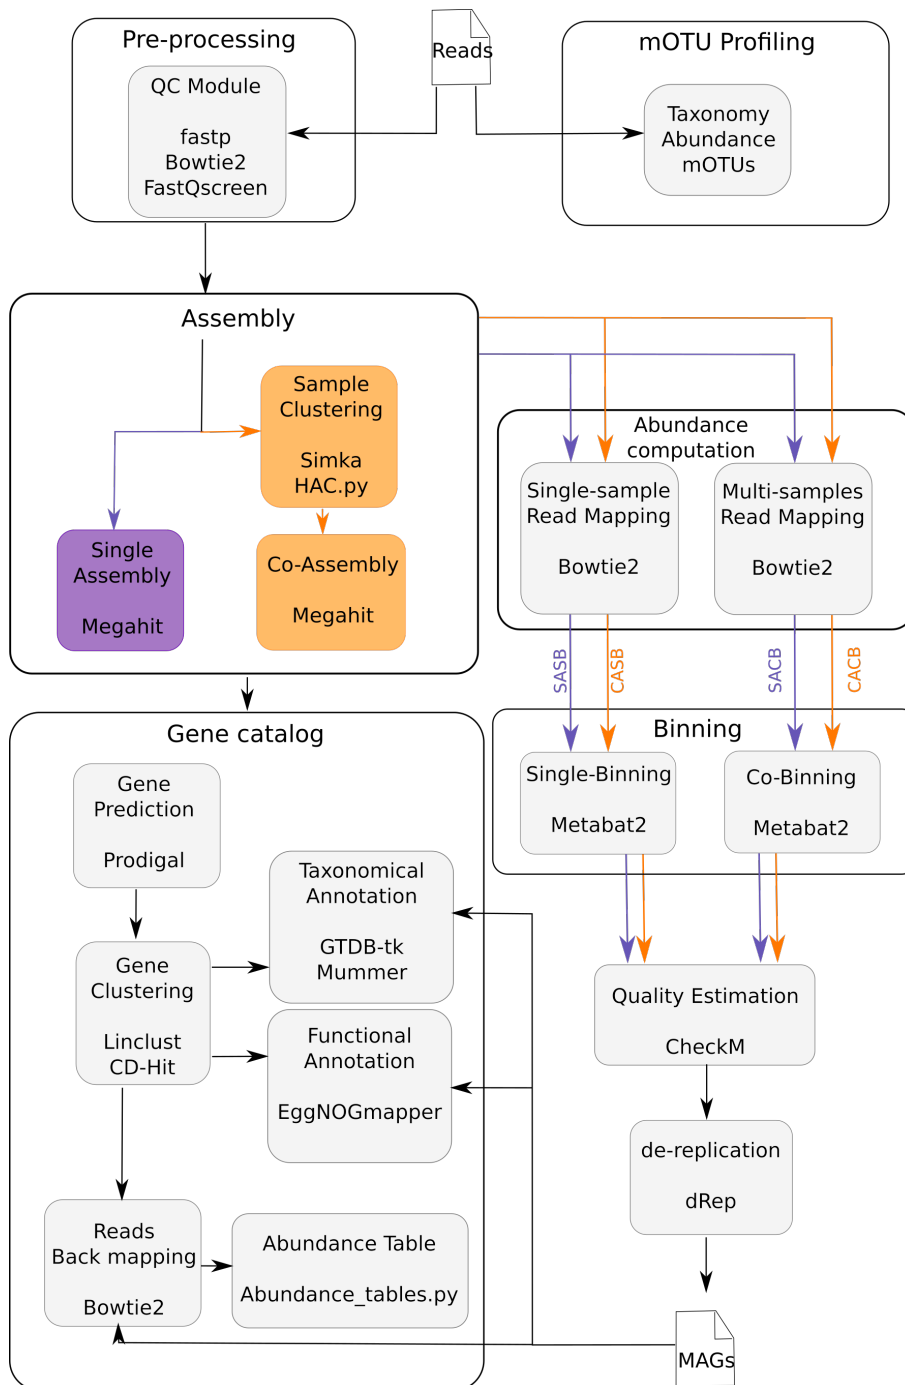 Pre-processing
QC Module
fastp
Bowtie2
FastQscreen
Reads
mOTU Profiling
Taxonomy
Abundance
mOTUs
Assembly
Sample
Clustering
Simka
HAC.py
Single
Assembly
Megahit
Co-Assembly
Megahit
Abundance
computation
Single-sample
Read Mapping
Bowtie2
Multi-samples
Read Mapping
Bowtie2
SASB
CASB
SACB
CACB
Binning
Single-Binning
Metabat2
Co-Binning
Metabat2
Gene catalog
Gene
Prediction
Prodigal
Taxonomical
Annotation
GTDB-tk
Mummer
Gene
Clustering
Linclust
CD-Hit
Functional
Annotation
EggNOGmapper
Quality Estimation
CheckM
de-replication
dRep
Reads
Back mapping
Bowtie2
Abundance Table
Abundance_tables.py
MAGs